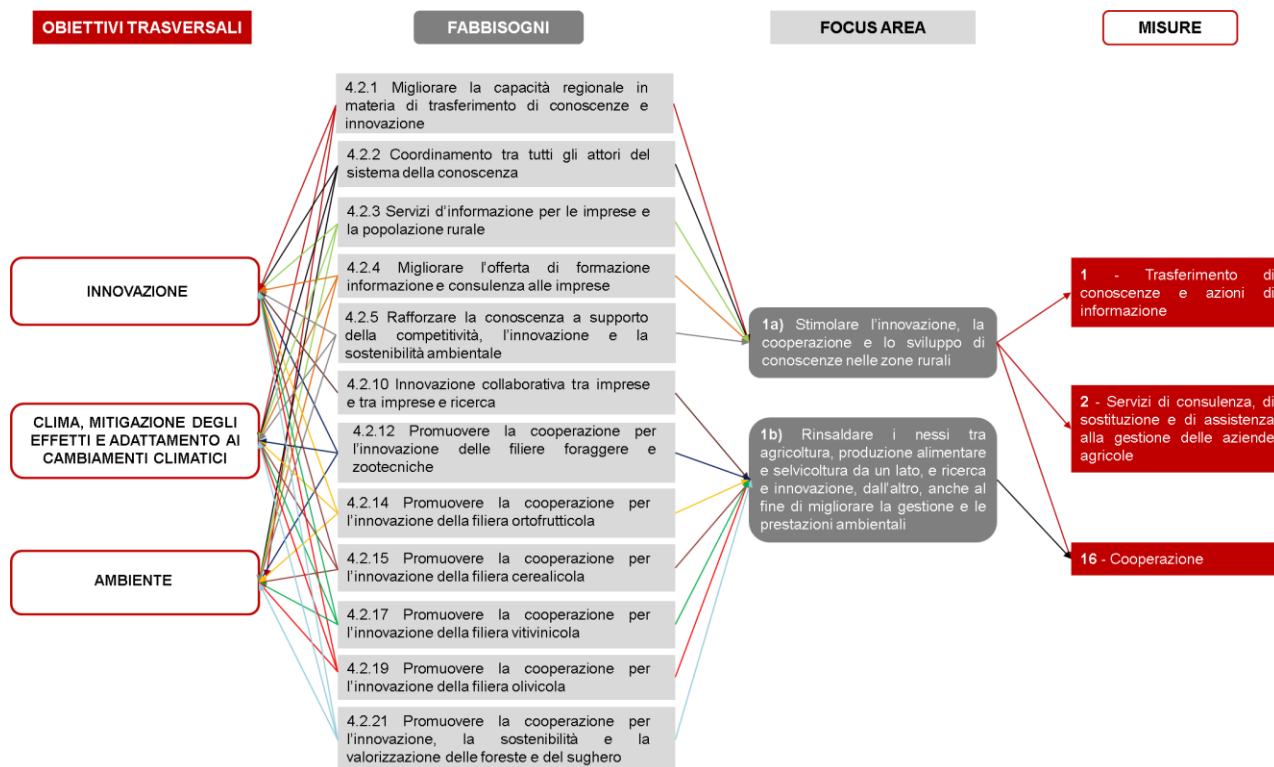 OBIETTIVI TRASVERSALI
FABBISOGNI
FOCUS AREA
MISURE
INNOVAZIONE
CLIMA, MITIGAZIONE DEGLI
EFFETTI E ADATTAMENTO AI
CAMBIAMENTI CLIMATICI
AMBIENTE
4.2.1 Migliorare la capacità regionale in
materia di trasferimento di conoscenze e
innovazione
4.2.2 Coordinamento tra tutti gli attori del
sistema della conoscenza
4.2.3 Servizi d'informazione per le imprese e
la popolazione rurale
4.2.4 Migliorare l'offerta di formazione
informazione e consulenza alle imprese
4.2.5 Rafforzare la conoscenza a supporto
della competitività, l'innovazione e la
sostenibilità ambientale
4.2.10 Innovazione collaborativa tra imprese
e tra imprese e ricerca
4.2.12 Promuovere la cooperazione per
l'innovazione delle filiere foraggere e
zootecniche
4.2.14 Promuovere la cooperazione per
l'innovazione della filiera ortofrutticola
4.2.15 Promuovere la cooperazione per
l'innovazione della filiera cerealicola
4.2.17 Promuovere la cooperazione per
l'innovazione della filiera vitivinicola
4.2.19 Promuovere la cooperazione per
l'innovazione della filiera olivicola
4.2.21 Promuovere la cooperazione per
l'innovazione, la sostenibilità e la
valorizzazione delle foreste e del sughero
1a) Stimolare l'innovazione, la
cooperazione e lo sviluppo di
conoscenze nelle zone rurali
1b) Rinsaldare i nessi tra
agricoltura, produzione alimentare
e selvicoltura da un lato, e ricerca
e innovazione, dall'altro, anche al
fine di migliorare la gestione e le
prestazioni ambientali
1 - Trasferimento di
conoscenze e azioni di
informazione
2 - Servizi di consulenza, di
sostituzione e di assistenza
alla gestione delle aziende
agricole
16 - Cooperazione